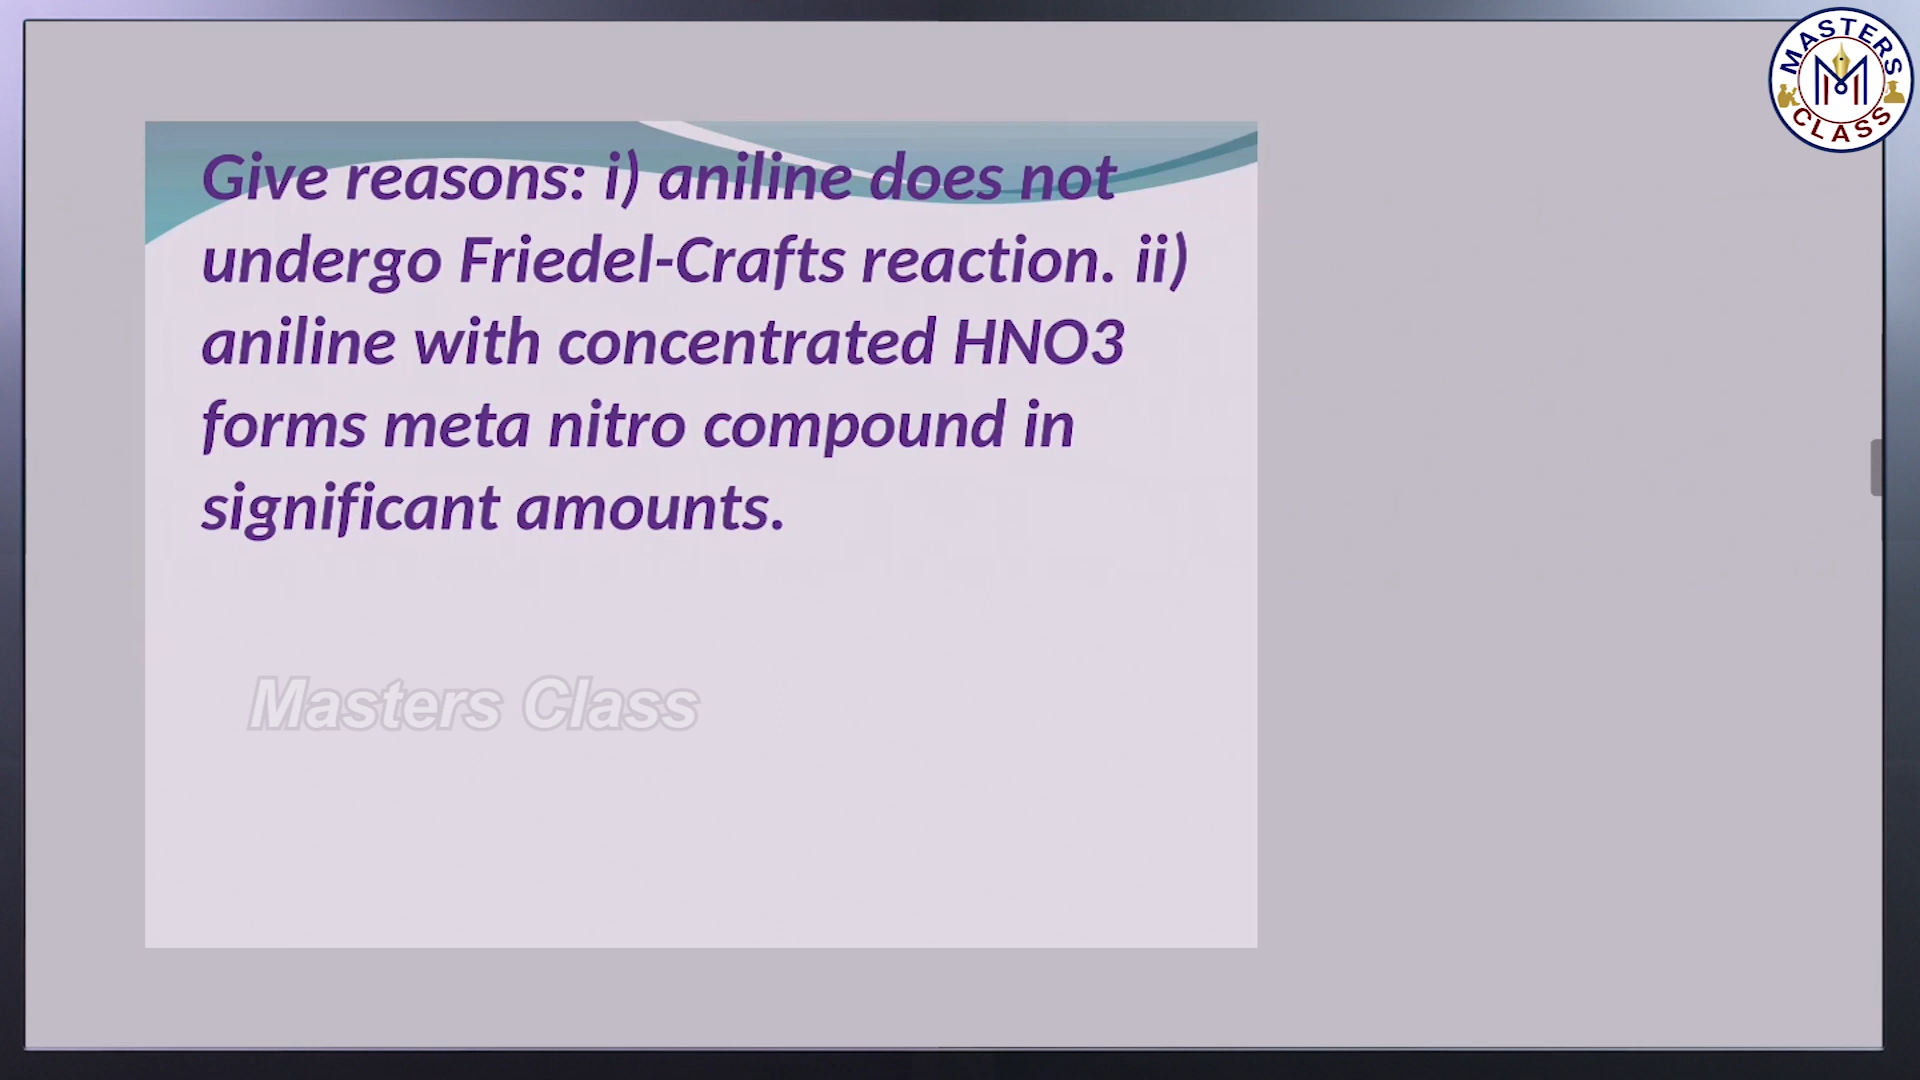 Give reasons: i) aniline does not
undergo Friedel-Crafts reaction. ii)
aniline with concentrated HNO3
forms meta nitro compound in
significant amounts.
Masters Class
MASTERS
M
CLASS